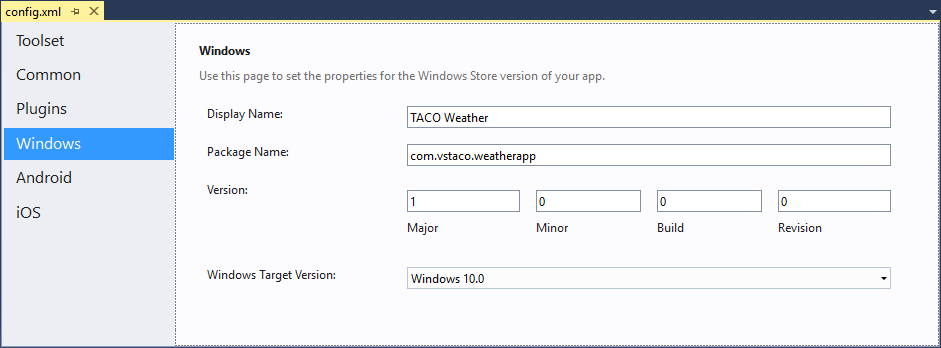 config.xml
Toolset
Common
Plugins
Windows
Android
iOS
Windows
Use this page to set the properties for the Windows Store version of your app.
Display Name: TACO Weather
Package Name: com.vstaco.weatherapp
Version: 1 0 0 0
Major Minor Build Revision
Windows Target Version: Windows 10.0